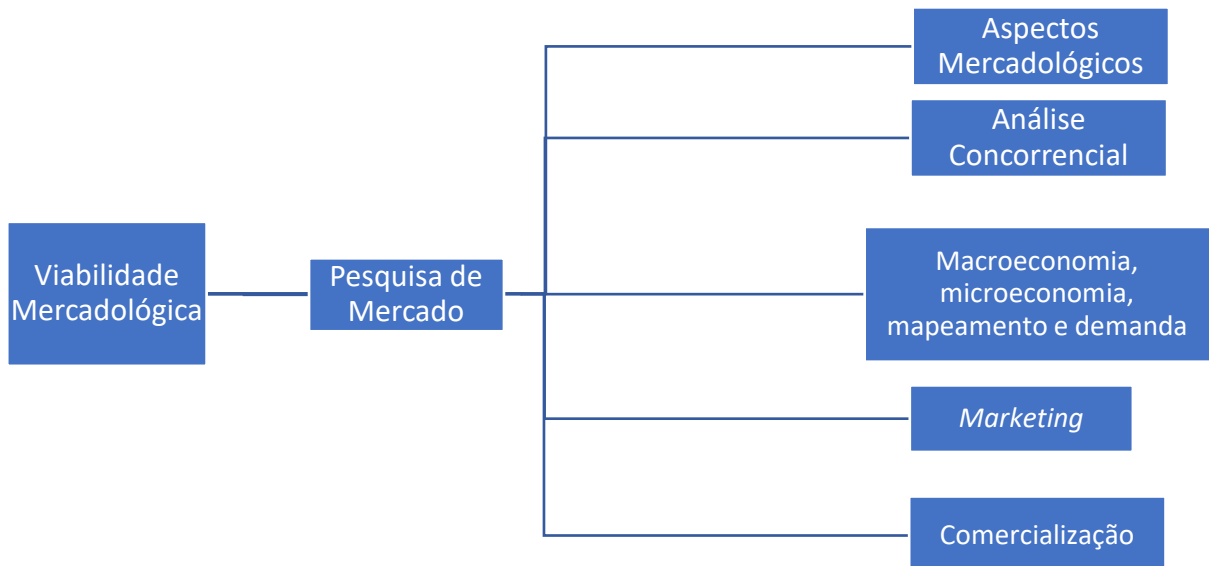 Aspectos
Mercadológicos
Análise
Concorrencial
Viabilidade
Mercadológica
Pesquisa de
Mercado
Macroeconomia,
microeconomia,
mapeamento e demanda
Marketing
Comercialização